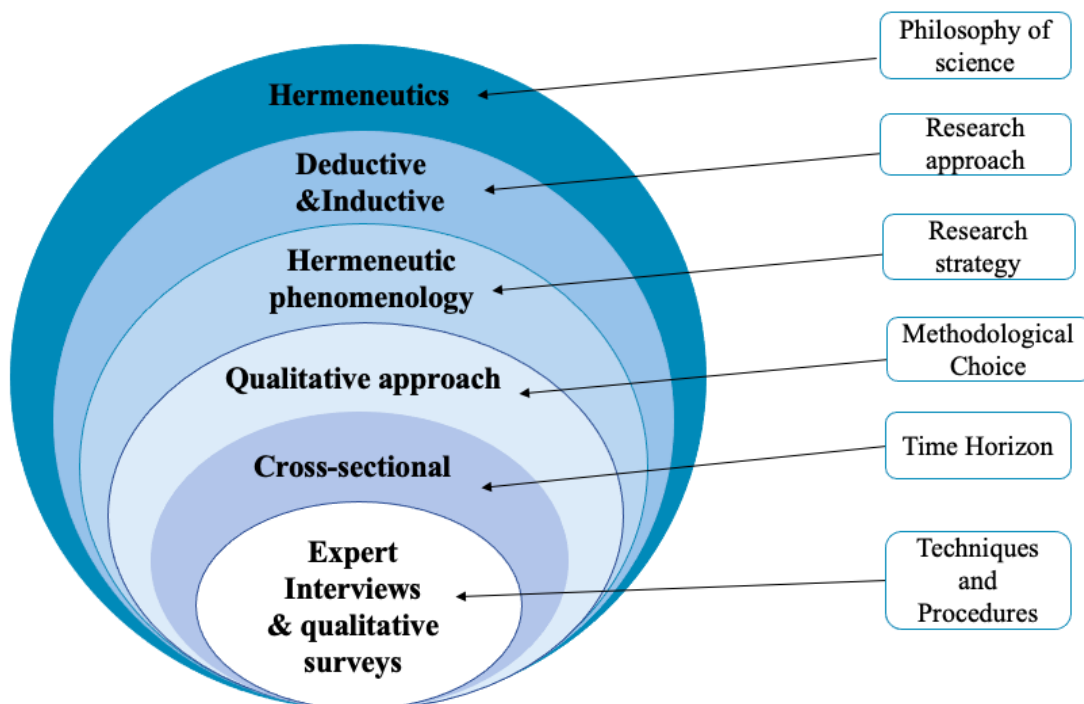 Hermeneutics
Deductive
&Inductive
Hermeneutic
phenomenology
Qualitative approach
Cross-sectional
Expert
Interviews
& qualitative
surveys
Philosophy of
science
Research
approach
Research
strategy
Methodological
Choice
Time Horizon
Techniques
and
Procedures